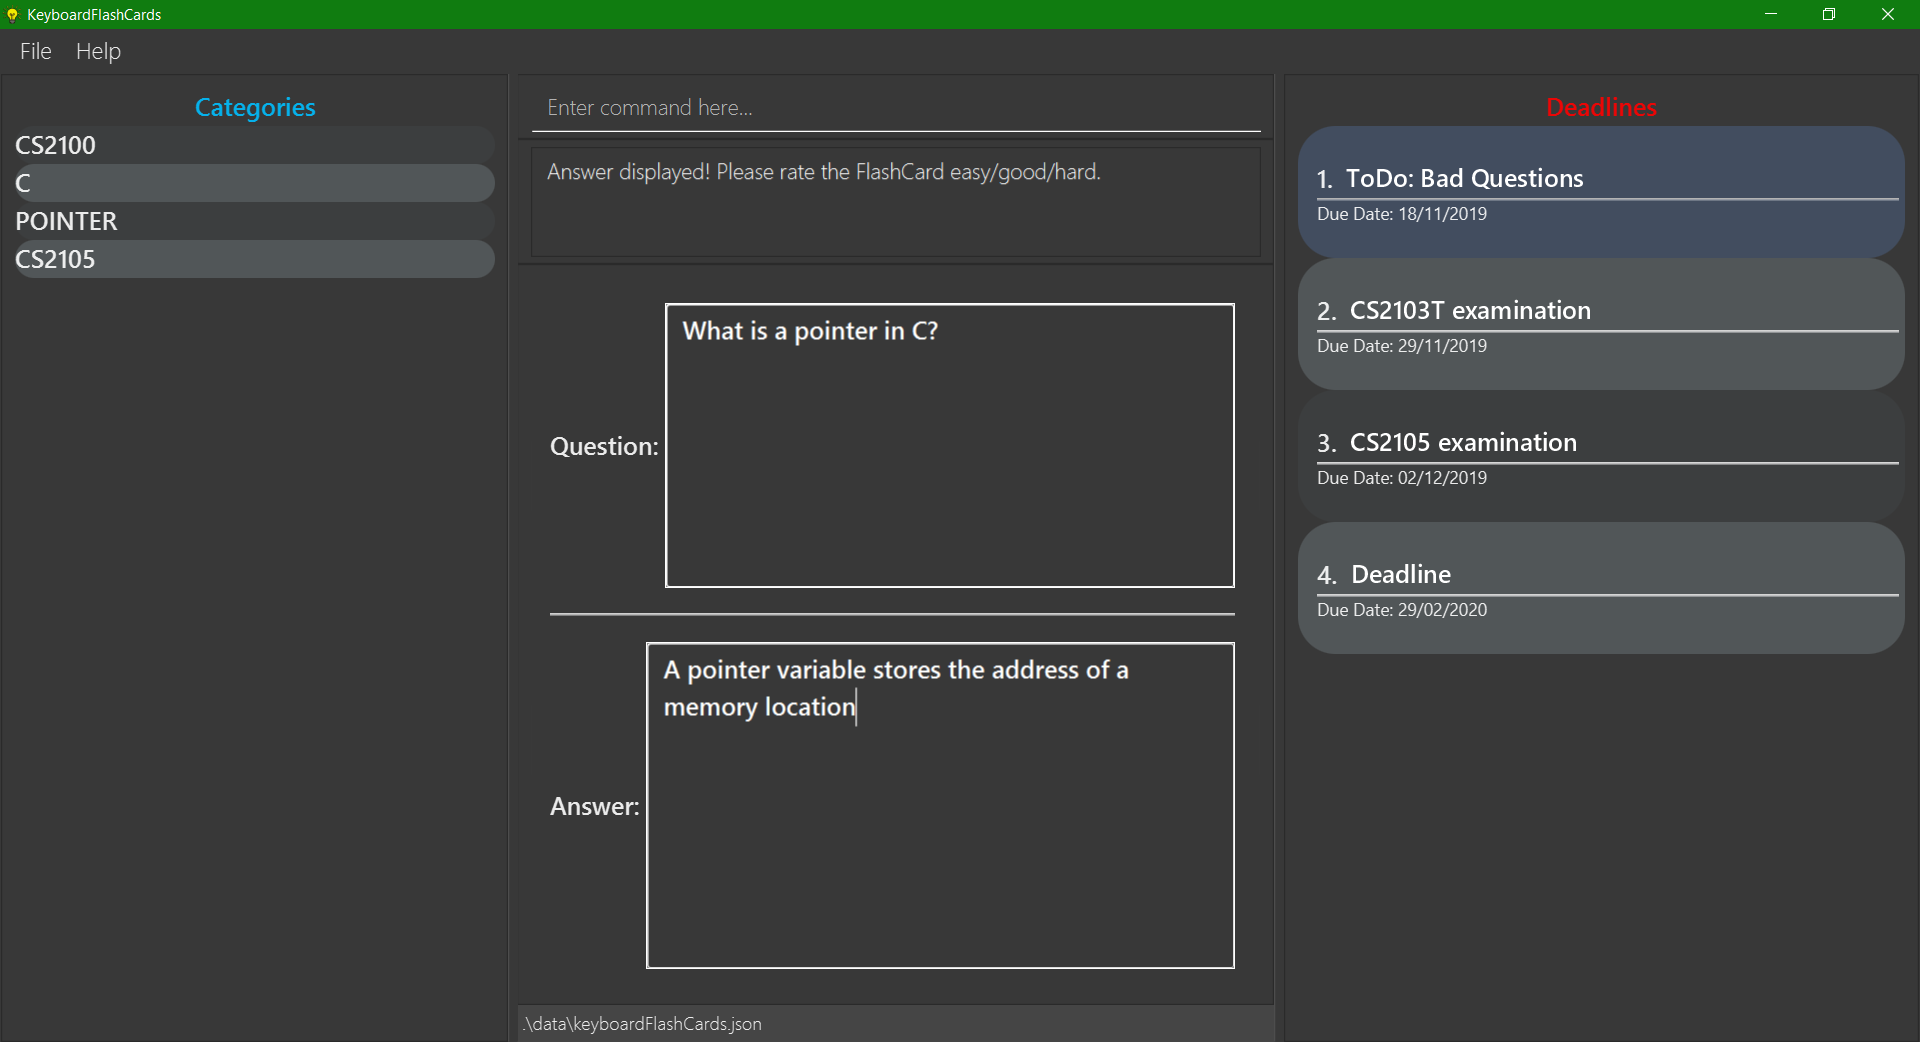 KeyboardFlashCards
File Help
Categories
CS2100
C
POINTER
CS2105
Enter command here...
Answer displayed! Please rate the FlashCard easy/good/hard.
Question:
What is a pointer in C?
Answer:
A pointer variable stores the address of a
memory location
.\data\keyboardFlashCards.json
Deadlines
1. ToDo: Bad Questions
Due Date: 18/11/2019
2. CS2103T examination
Due Date: 29/11/2019
3. CS2105 examination
Due Date: 02/12/2019
4. Deadline
Due Date: 29/02/2020